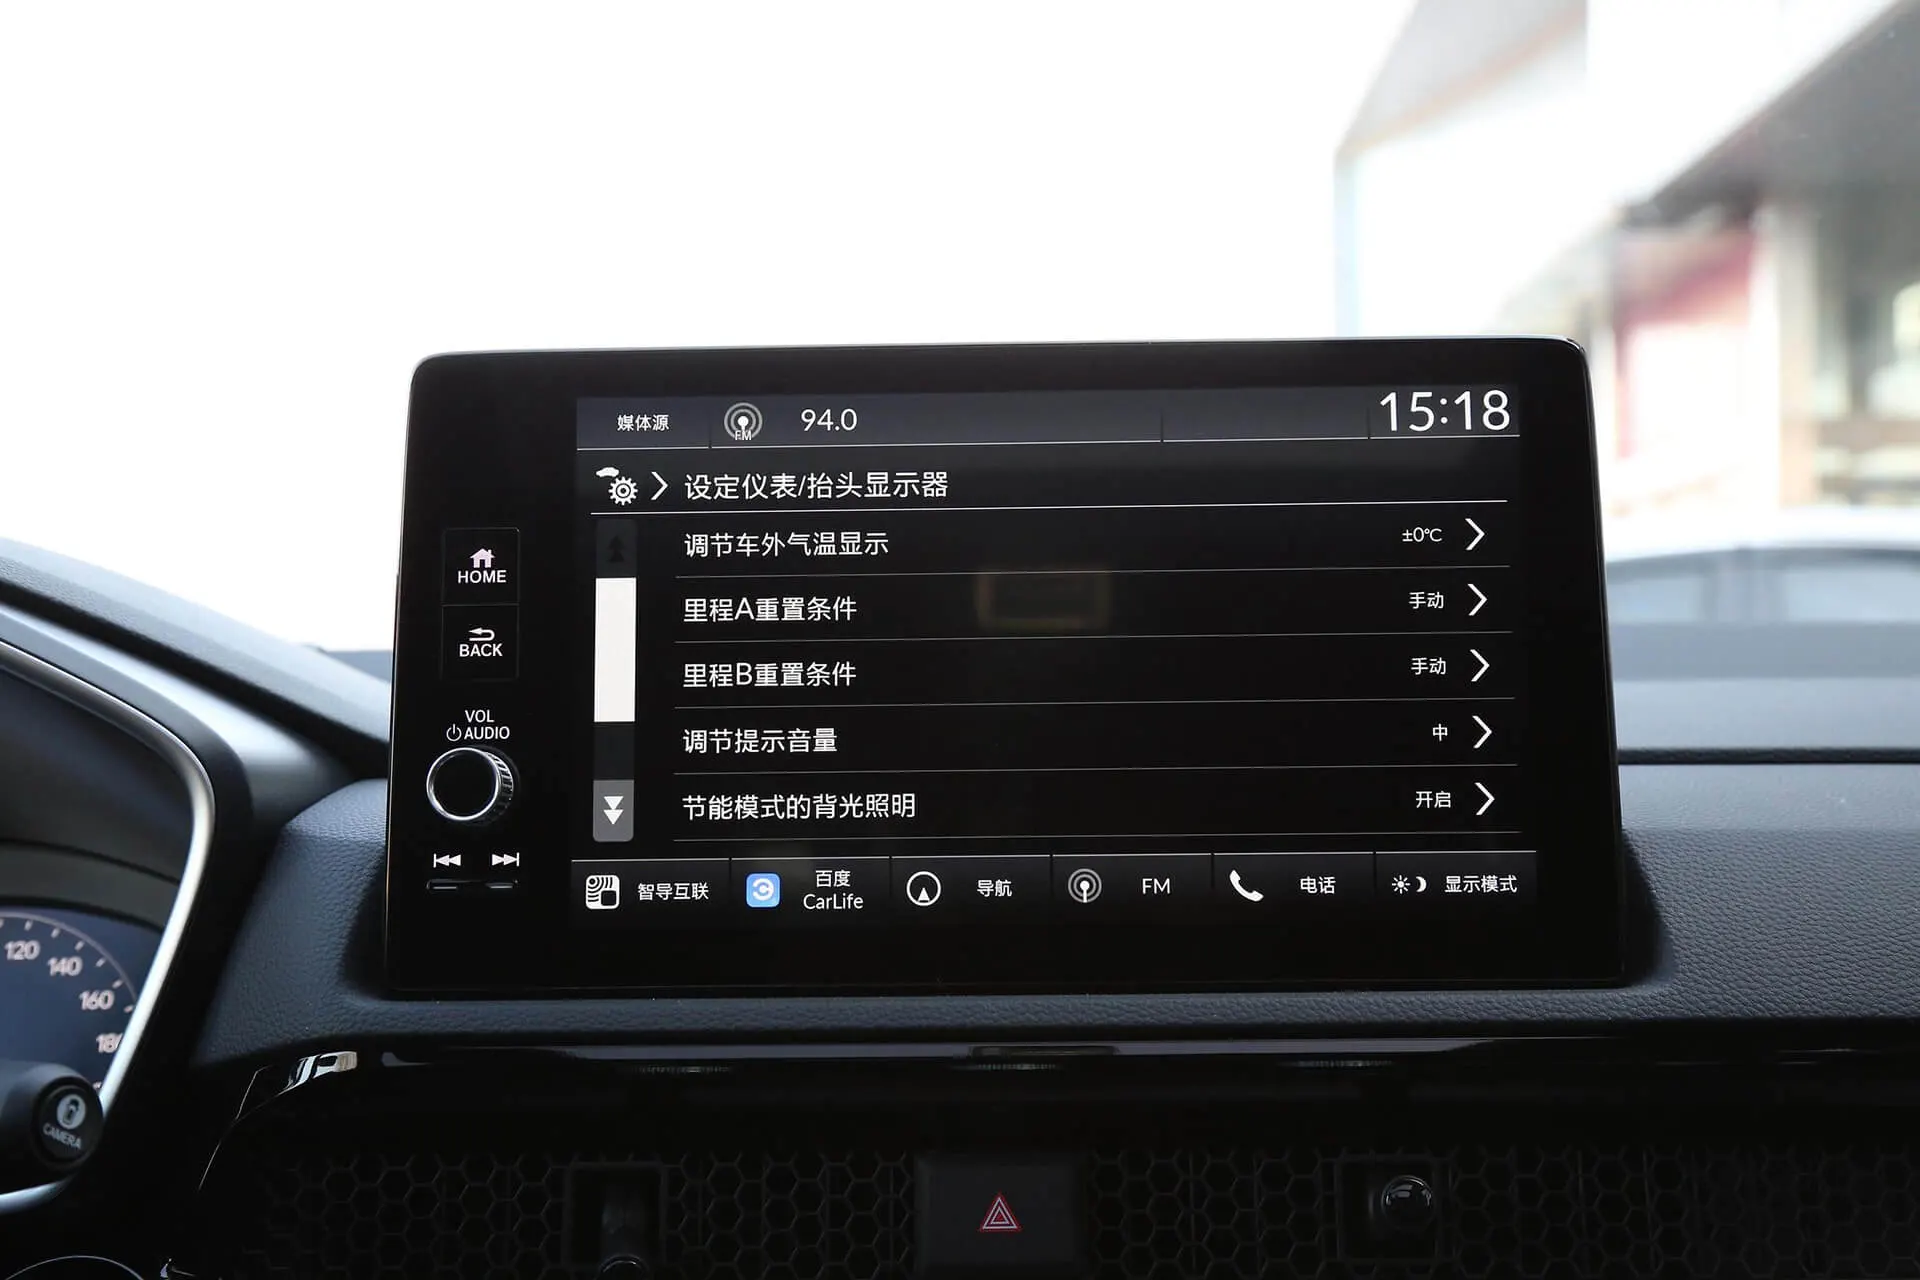 媒体源
FM
94.0
15:18
设定仪表/抬头显示器
调节车外气温显示
±0℃
里程A重置条件
手动
里程B重置条件
手动
调节提示音量
中
节能模式的背光照明
开启
智导互联
百度
CarLife
导航
FM
电话
显示模式
HOME
BACK
VOL
AUDIO
120
140
160
180
CAMERA